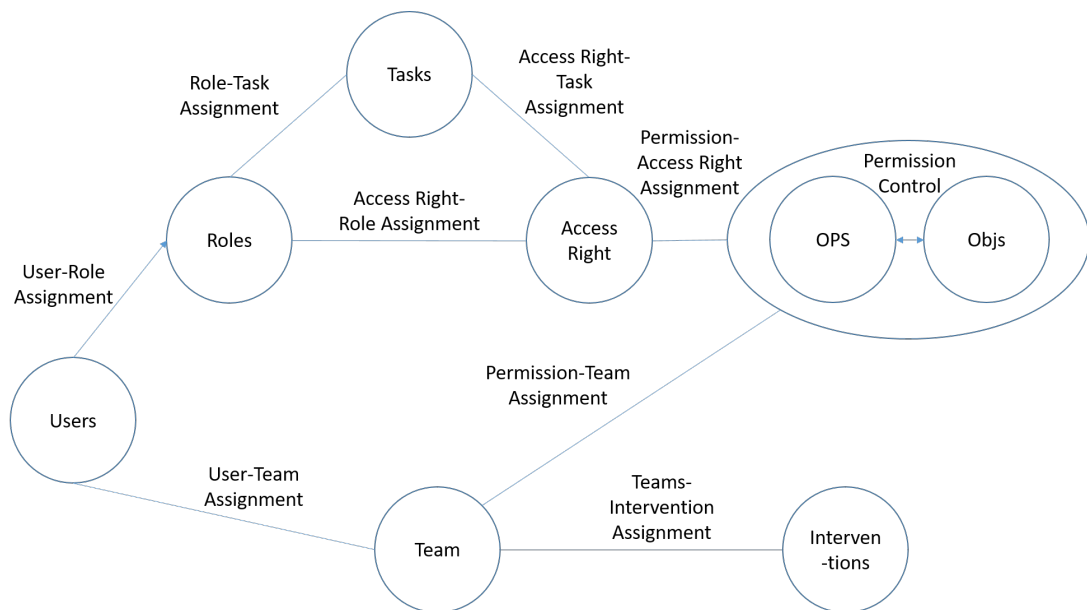 Tasks
Role-Task
Assignment
Access Right-
Task
Assignment
Permission-
Access Right
Assignment
Permission
Control
Access Right-
Role Assignment
Roles
Access
Right
OPS
Objs
User-Role
Assignment
Permission-Team
Assignment
Users
User-Team
Assignment
Teams-
Intervention
Assignment
Team
Interven
-tions